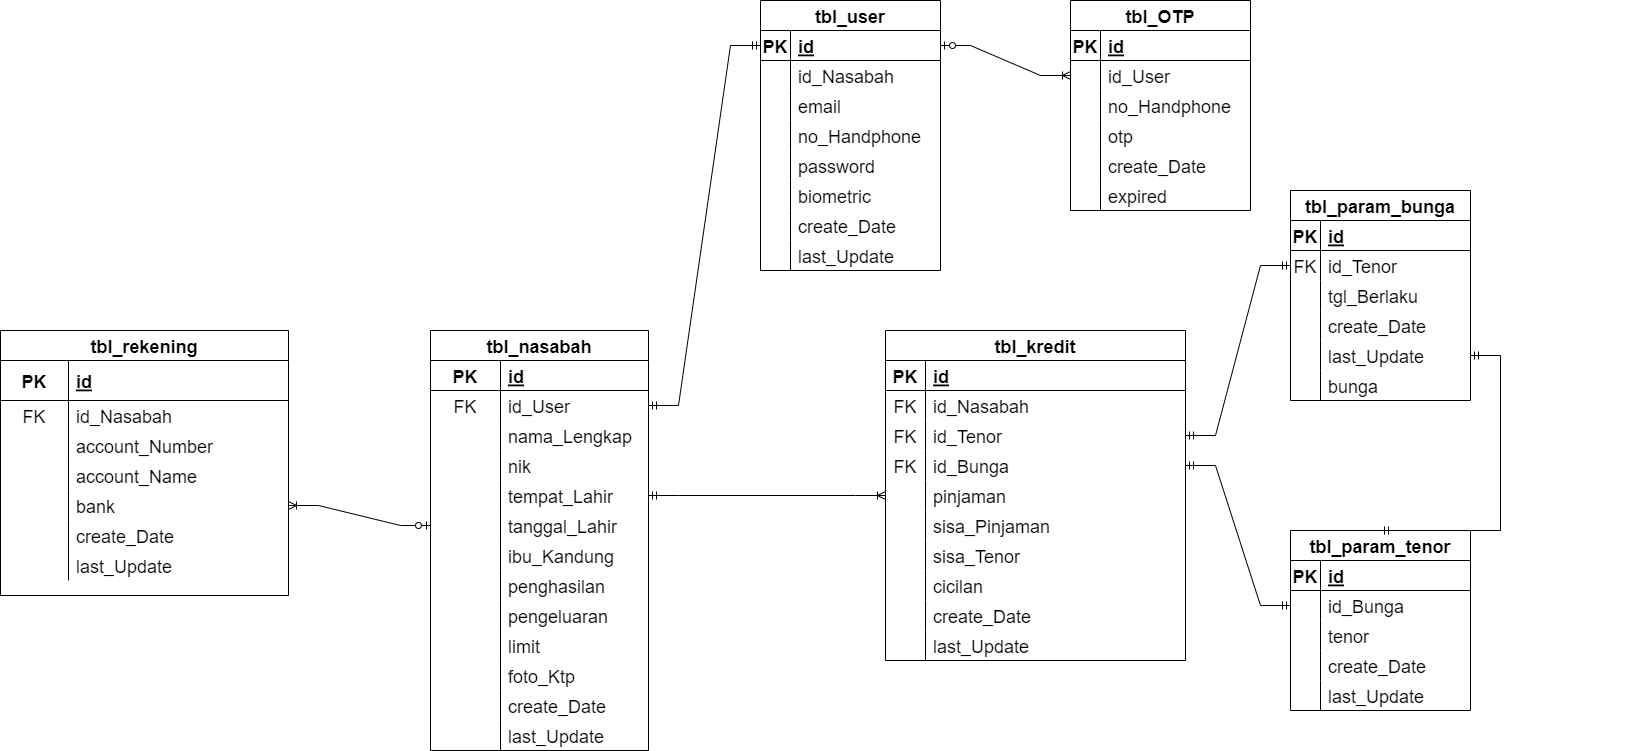 tbl_user
PK id
id_Nasabah
email
no_Handphone
password
biometric
create_Date
last_Update
tbl_OTP
PK id
id_User
no_Handphone
otp
create_Date
expired
tbl_param_bunga
PK id
FK id_Tenor
tgl_Berlaku
create_Date
last_Update
bunga
tbl_rekening
PK id
FK id_Nasabah
account_Number
account_Name
bank
create_Date
last_Update
tbl_nasabah
PK id
FK id_User
nama_Lengkap
nik
tempat_Lahir
tanggal_Lahir
ibu_Kandung
penghasilan
pengeluaran
limit
foto_Ktp
create_Date
last_Update
tbl_kredit
PK id
FK id_Nasabah
FK id_Tenor
FK id_Bunga
pinjaman
sisa_Pinjaman
sisa_Tenor
cicilan
create_Date
last_Update
tbl_param_tenor
PK id
id_Bunga
tenor
create_Date
last_Update